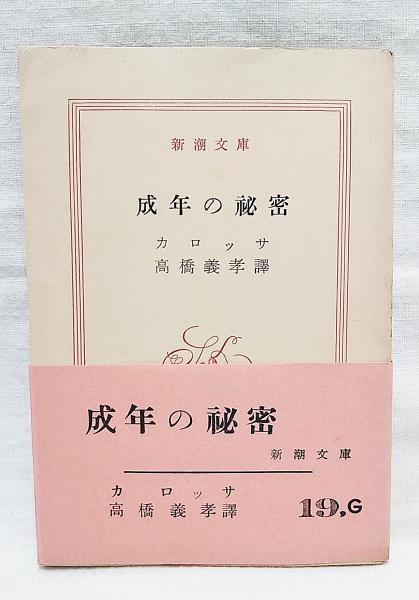 新潮文庫
成年の祕密
カロッサ
高橋義孝譯
成年の祕密
新潮文庫
カロッサ
高橋義孝譯
19,G